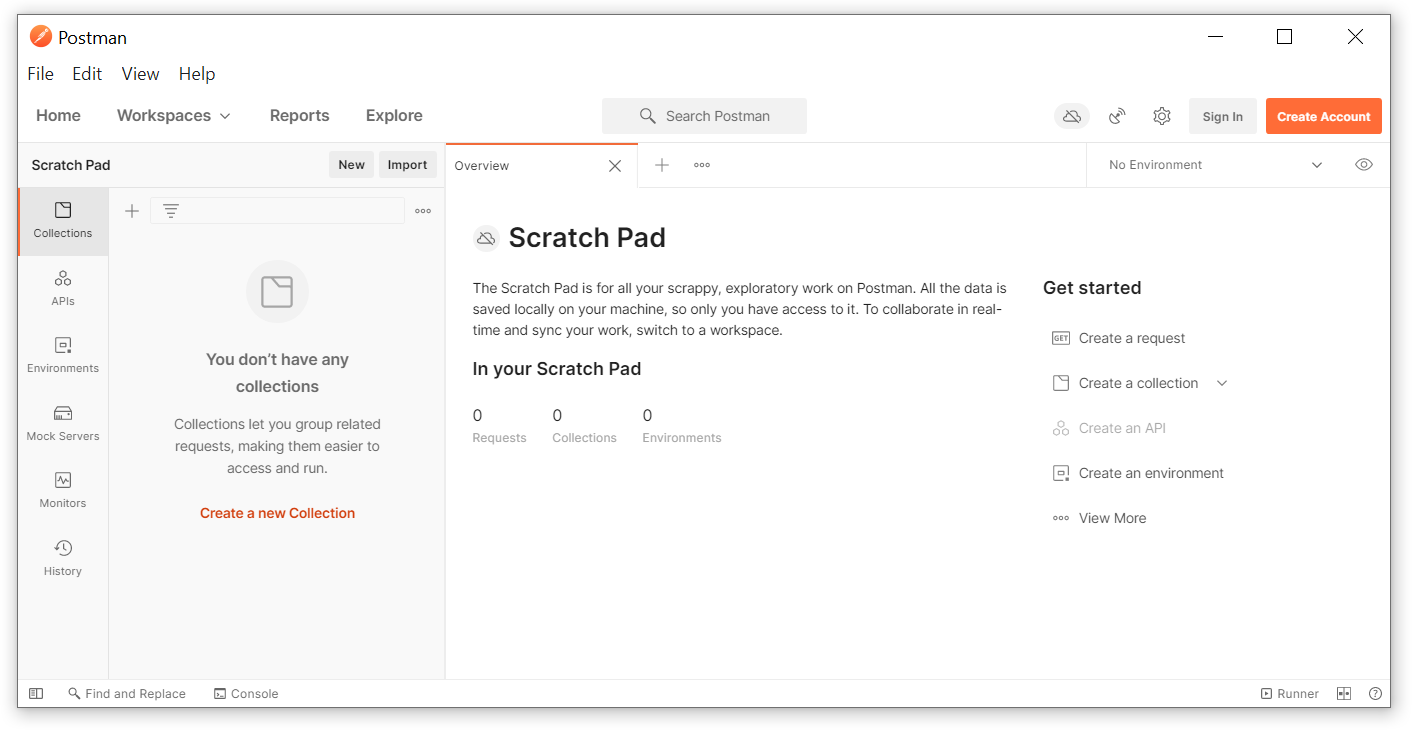 Postman
File Edit View Help
Home Workspaces Reports Explore Search Postman Sign In Create Account
Scratch Pad New Import Overview No Environment
Collections
APIs
Environments
Mock Servers
Monitors
History
You don’t have any
collections
Collections let you group related
requests, making them easier to
access and run.
Create a new Collection
Scratch Pad
The Scratch Pad is for all your scrappy, exploratory work on Postman. All the data is
saved locally on your machine, so only you have access to it. To collaborate in real-
time and sync your work, switch to a workspace.
In your Scratch Pad
0 0 0
Requests Collections Environments
Get started
GET Create a request
Create a collection
Create an API
Create an environment
View More
Find and Replace Console Runner